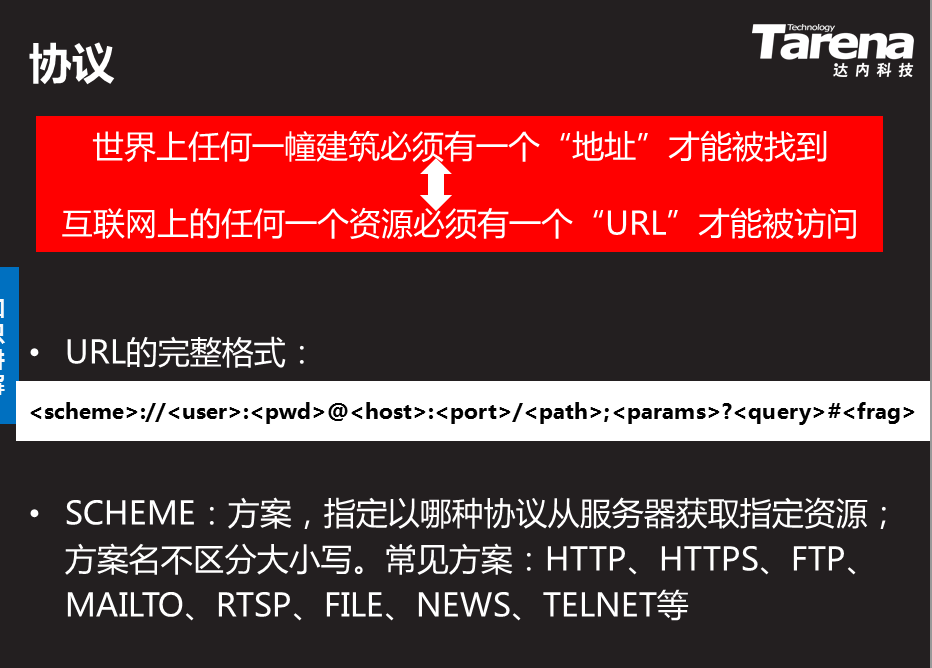 Technology
Tarena
达内科技
协议
世界上任何一幢建筑必须有一个“地址”才能被找到
互联网上的任何一个资源必须有一个“URL”才能被访问
• URL的完整格式：
<scheme>://<user>:<pwd>@<host>:<port>/<path>;<params>?<query>#<frag>
• SCHEME：方案，指定以哪种协议从服务器获取指定资源；
方案名不区分大小写。常见方案：HTTP、HTTPS、FTP、
MAILTO、RTSP、FILE、NEWS、TELNET等